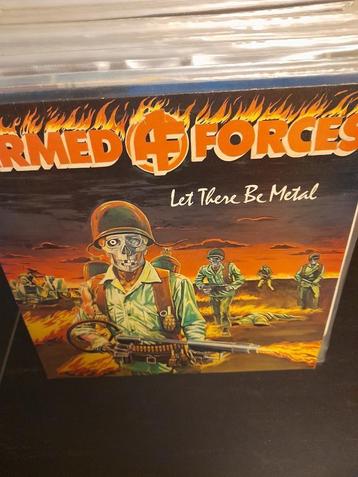 RMED AF FORCES
Let There Be Metal